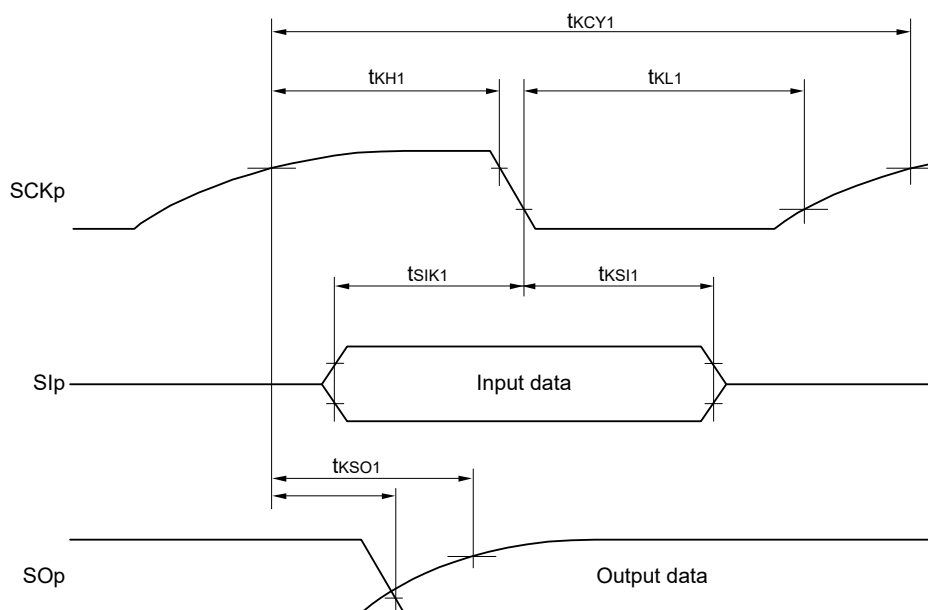 tKCY1
tKH1
tKL1
SCKp
tSIK1
tKSI1
SIp
Input data
tKSO1
SOp
Output data